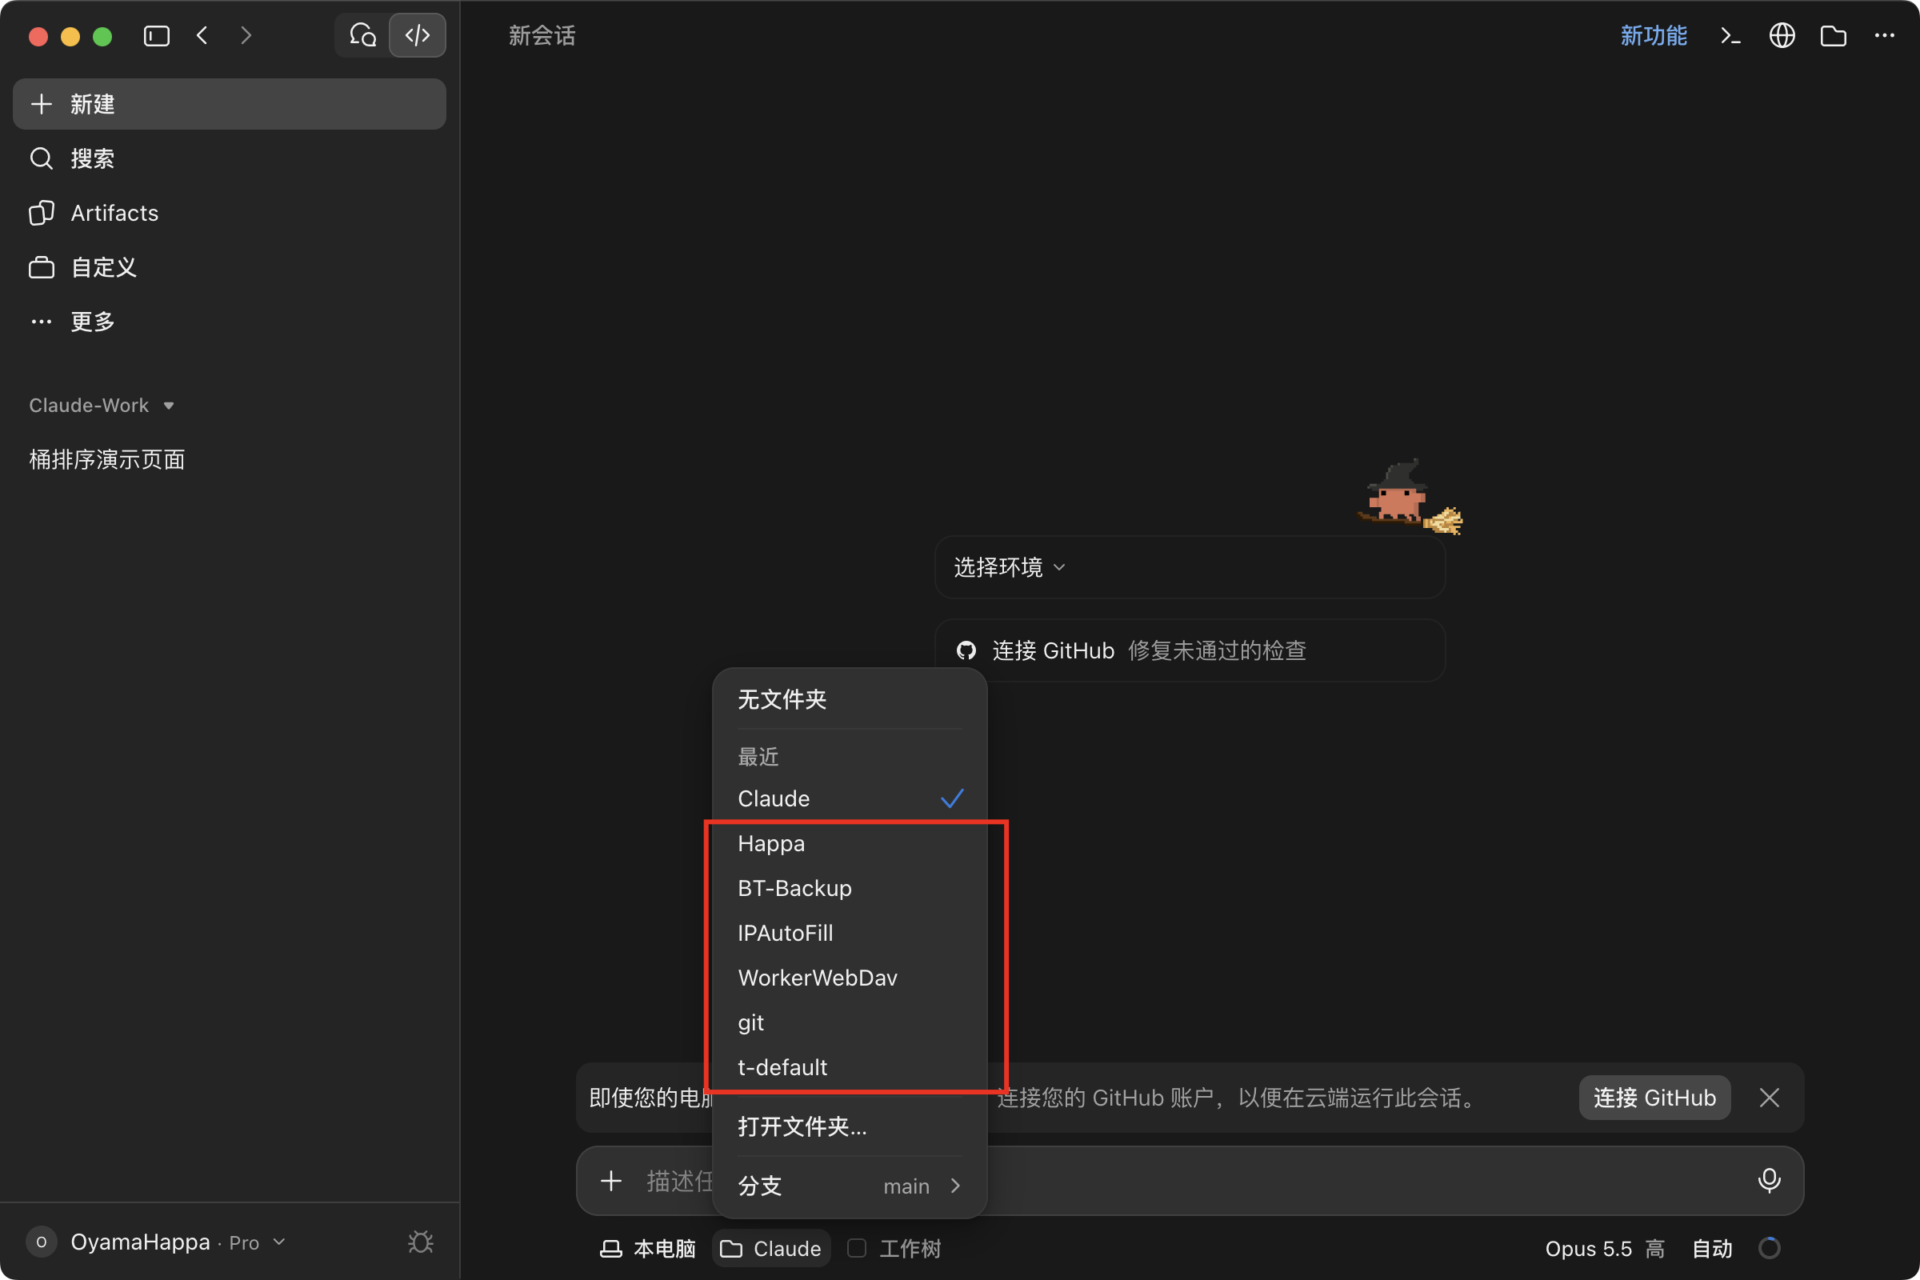 新会话
新功能
新建
搜索
Artifacts
自定义
更多
Claude-Work
桶排序演示页面
选择环境
连接 GitHub 修复未通过的检查
无文件夹
最近
Claude
Happa
BT-Backup
IPAutoFill
WorkerWebDav
git
t-default
打开文件夹...
分支 main
即使您的电 连接您的 GitHub 账户，以便在云端运行此会话。 连接 GitHub
描述任
O OyamaHappa · Pro
本电脑 Claude 工作树 Opus 5.5 高 自动